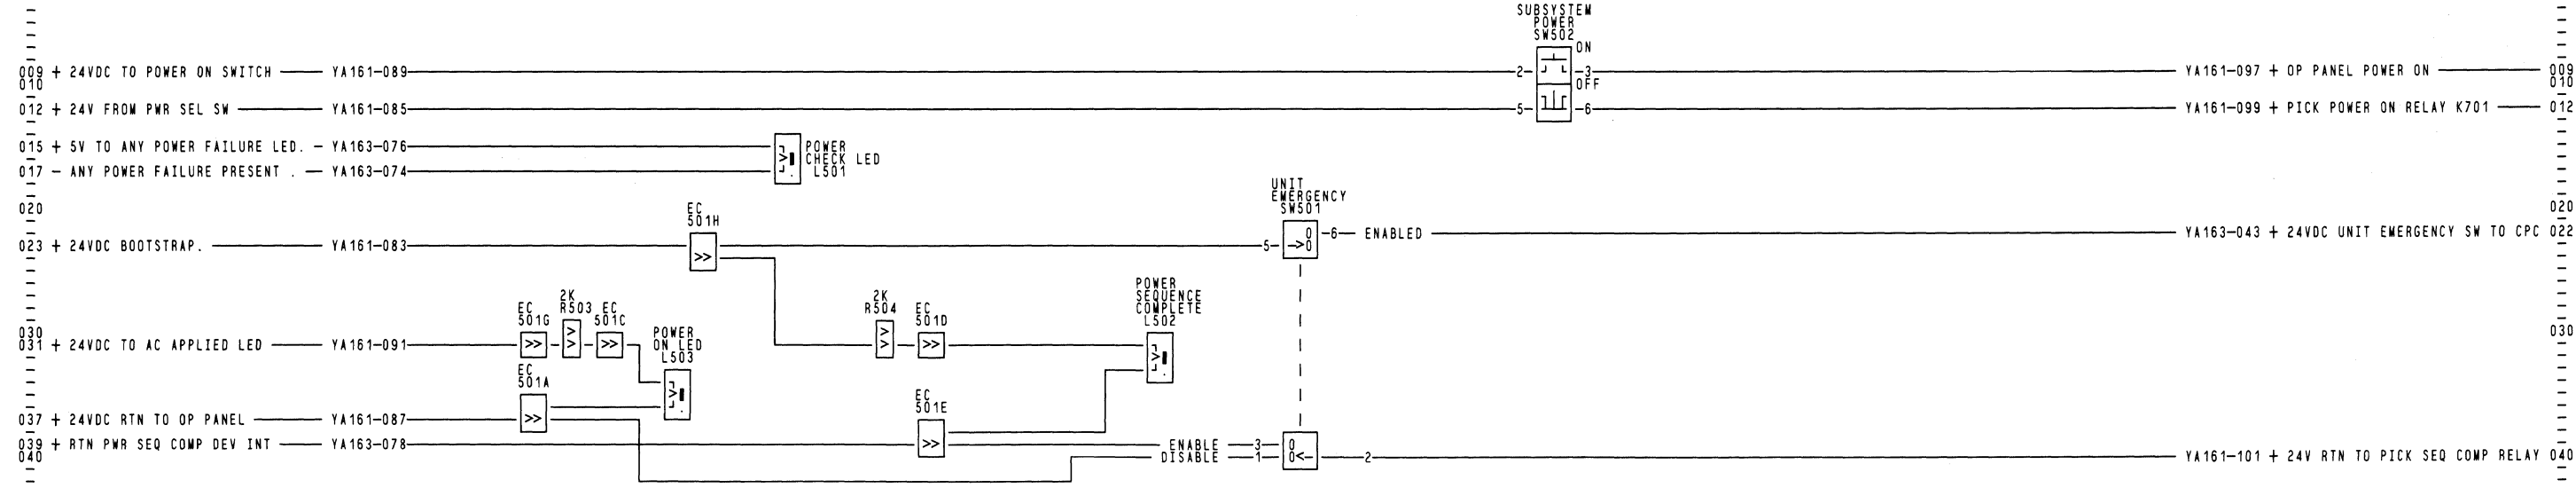 SUBSYSTEM
POWER
SW502
ON
009 + 24VDC TO POWER ON SWITCH YA161-089 2 3 YA161-097 + OP PANEL POWER ON 009
010 OFF 010
012 + 24V FROM PWR SEL SW YA161-085 5 6 YA161-099 + PICK POWER ON RELAY K701 012
015 + 5V TO ANY POWER FAILURE LED. - YA163-076 POWER
CHECK LED
017 - ANY POWER FAILURE PRESENT . YA163-074 L501
UNIT
EMERGENCY
SW501
020 020
EC
501H
023 + 24VDC BOOTSTRAP. YA161-083 >> 5 ->0 0 6 ENABLED YA163-043 + 24VDC UNIT EMERGENCY SW TO CPC 022
POWER
SEQUENCE
COMPLETE
L502
2K
R503
EC
501G
EC
501C
2K
R504
EC
501D
030 030
POWER
ON LED
L503
031 + 24VDC TO AC APPLIED LED YA161-091 >> >> >> >> >>
EC
501A
EC
501E
037 + 24VDC RTN TO OP PANEL YA161-087 >>
039 + RTN PWR SEQ COMP DEV INT YA163-078 >> ENABLE 3 0
040 DISABLE 1 0<- 2 YA161-101 + 24V RTN TO PICK SEQ COMP RELAY 040